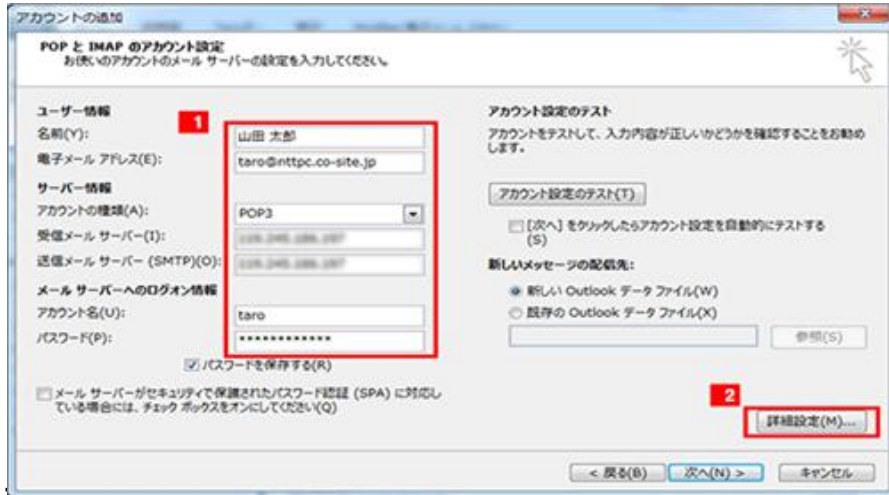 アカウントの追加
POP と IMAP のアカウント設定
お使いのアカウントのメール サーバーの設定を入力してください。
ユーザー情報
1
名前(Y):
山田 太郎
電子メール アドレス(E):
taro@nttpc.co-site.jp
サーバー情報
アカウントの種類(A):
POP3
受信メール サーバー(I):
送信メール サーバー (SMTP)(O):
メール サーバーへのログオン情報
アカウント名(U):
taro
パスワード(P):
************
パスワードを保存する(R)
メール サーバーがセキュリティで保護されたパスワード認証 (SPA) に対応し
ている場合には、チェック ボックスをオンにしてください(Q)
アカウント設定のテスト
アカウントをテストして、入力内容が正しいかどうかを確認することをお勧め
します。
アカウント設定のテスト(T)
[次へ] をクリックしたらアカウント設定を自動的にテストする
(S)
新しいメッセージの配信先:
新しい Outlook データ ファイル(W)
既存の Outlook データ ファイル(X)
参照(S)
2
詳細設定(M)...
< 戻る(B)
次へ(N) >
キャンセル